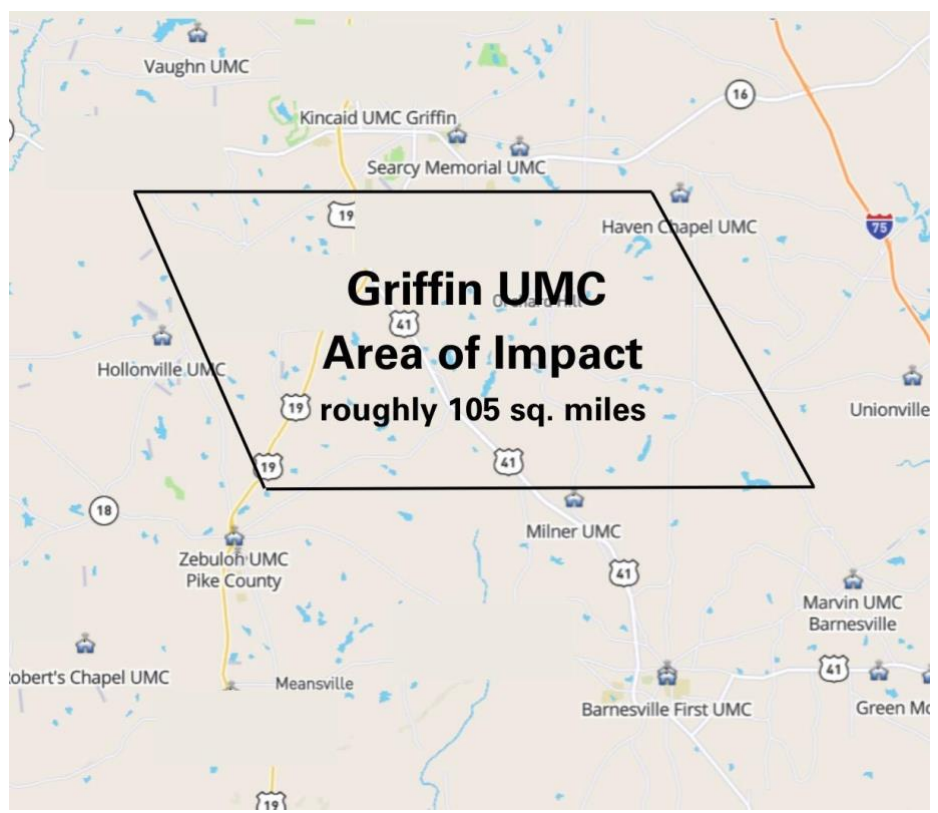 Vaughn UMC
16
Kincaid UMC Griffin
Searcy Memorial UMC
19
Haven Chapel UMC
75
Griffin UMC
Orchard Hill
41
Area of Impact
Hollonville UMC
19
roughly 105 sq. miles
Unionville
19
41
18
Milner UMC
Zebulon UMC
Pike County
41
Marvin UMC
Barnesville
obert's Chapel UMC
Meansville
41
Barnesville First UMC
Green Mo
19